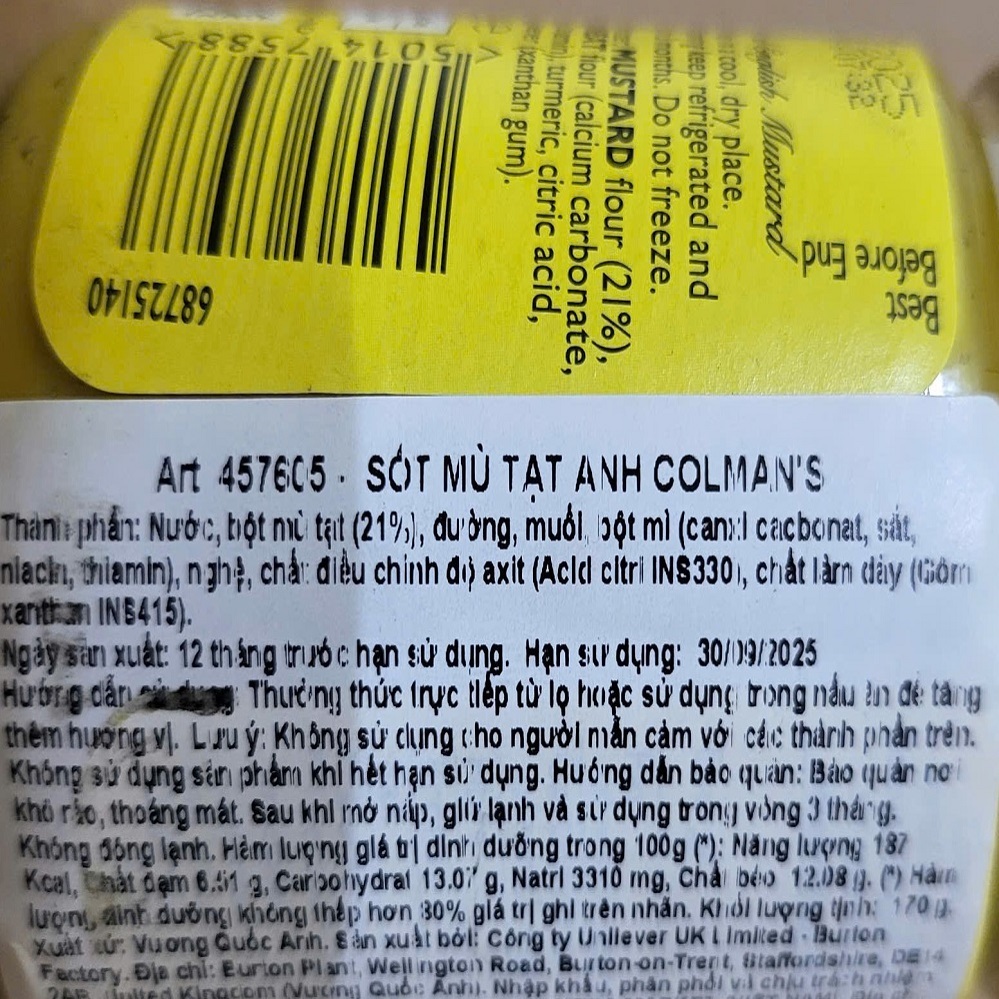 English Mustard
cool, dry place.
keep refrigerated and
Do not freeze.
MUSTARD flour (21%),
flour (calcium carbonate,
turmeric, citric acid,
(xanthan gum).
Best
Before End
2025
5014 7588
68725140
Art 457605 - SỐT MÙ TẠT ANH COLMAN'S
Thành phần: Nước, bột mù tạt (21%), đường, muối, bột mì (canxi cacbonat, sắt,
niacin, thiamin), nghệ, chất điều chỉnh độ axit (Acid citri INS330), chất làm dày (Gôm
xanthan INS415).
Ngày sản xuất: 12 tháng trước hạn sử dụng. Hạn sử dụng: 30/09/2025
Hướng dẫn sử dụng: Thưởng thức trực tiếp từ lọ hoặc sử dụng trong nấu ăn để tăng
thêm hương vị. Lưu ý: Không sử dụng cho người mẫn cảm với các thành phần trên.
Không sử dụng sản phẩm khi hết hạn sử dụng. Hướng dẫn bảo quản: Bảo quản nơi
khô ráo, thoáng mát. Sau khi mở nắp, giữ lạnh và sử dụng trong vòng 3 tháng.
Không đông lạnh. Hàm lượng giá trị dinh dưỡng trong 100g (*): Năng lượng 187
Kcal, Chất đạm 6.51 g, Carbohydrat 13.07 g, Natri 3310 mg, Chất béo 12.08 g. (*) Hàm
lượng dinh dưỡng không thấp hơn 80% giá trị ghi trên nhãn. Khối lượng tịnh: 170 g.
Xuất xứ: Vương Quốc Anh. Sản xuất bởi: Công ty Unilever UK Limited - Burton
Factory. Địa chỉ: Burton Plant, Wellington Road, Burton-on-Trent, Staffordshire, DE14
2AB, United Kingdom (Vương Quốc Anh). Nhập khẩu, phân phối và chịu trách nhiệm